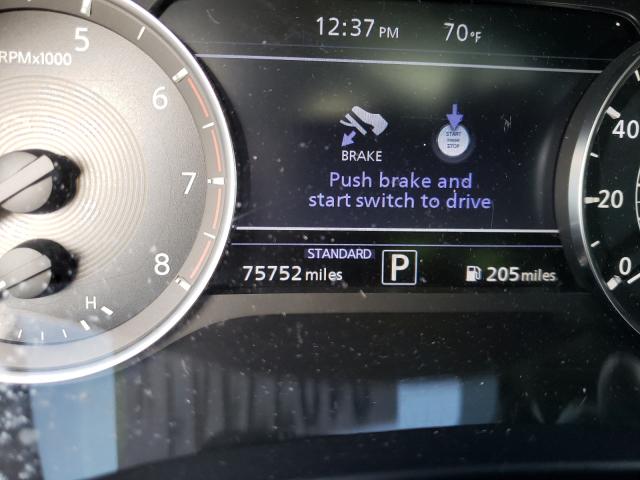 12:37 PM 70°F
5
RPMx1000
6
7
8
H
START
STOP
BRAKE
Push brake and
start switch to drive
STANDARD
75752 miles P 205 miles
40
20
0